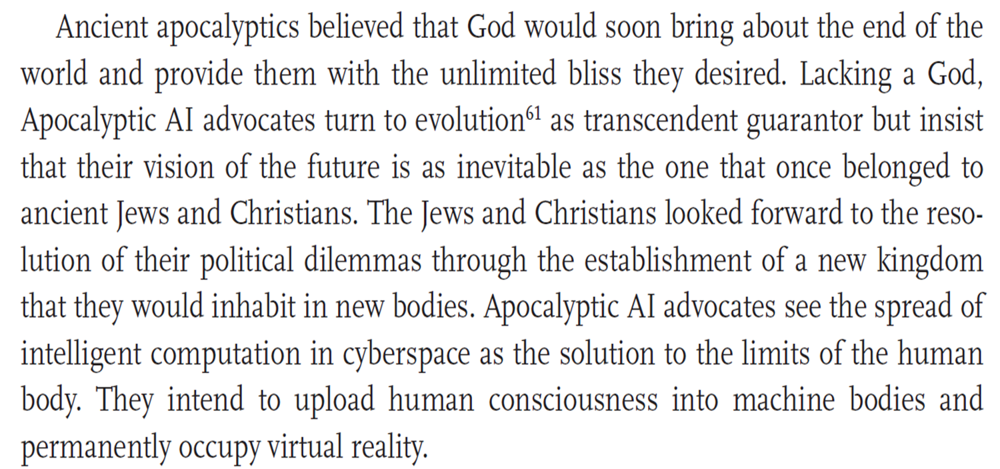 Ancient apocalyptics believed that God would soon bring about the end of the
world and provide them with the unlimited bliss they desired. Lacking a God,
Apocalyptic AI advocates turn to evolution⁶¹ as transcendent guarantor but insist
that their vision of the future is as inevitable as the one that once belonged to
ancient Jews and Christians. The Jews and Christians looked forward to the reso-
lution of their political dilemmas through the establishment of a new kingdom
that they would inhabit in new bodies. Apocalyptic AI advocates see the spread of
intelligent computation in cyberspace as the solution to the limits of the human
body. They intend to upload human consciousness into machine bodies and
permanently occupy virtual reality.